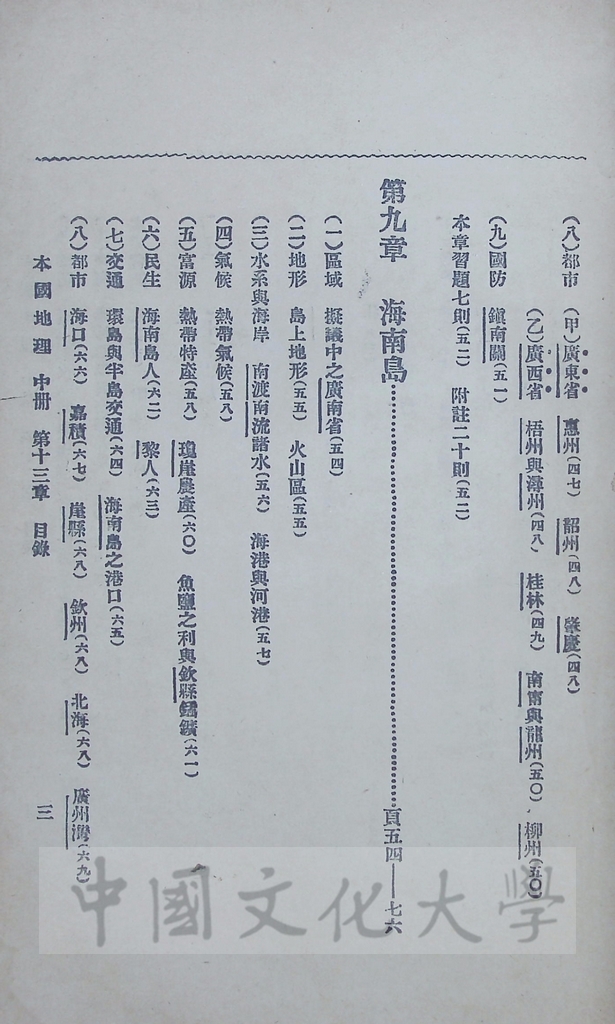 (八)都市　(甲)廣東省　惠州(四七)　韶州(四八)　肇慶(四八)
(乙)廣西省　梧州與潯州(四八)　桂林(四九)　南甯與龍州(五〇)　柳州(五〇)
(九)國防　鎮南關(五一)
本章習題七則(五二)　附註二十則(五二)
第九章　海南島……頁五四——七六
(一)區域　擬議中之廣南省(五四)
(二)地形　島上地形(五五)　火山區(五五)
(三)水系與海岸　南渡南流諸水(五六)　海港與河港(五七)
(四)氣候　熱帶氣候(五八)
(五)富源　熱帶特產(五八)　瓊崖農產(六〇)　魚鹽之利與欽縣錳鑛(六一)
(六)民生　海南島人(六二)　黎人(六三)
(七)交通　環島與半島交通(六四)　海南島之港口(六五)
(八)都市　海口(六六)　嘉積(六七)　崖縣(六八)　欽州(六八)　北海(六八)　廣州灣(六九)
本國地理　中冊　第十三章　目錄　三
中國文化大學